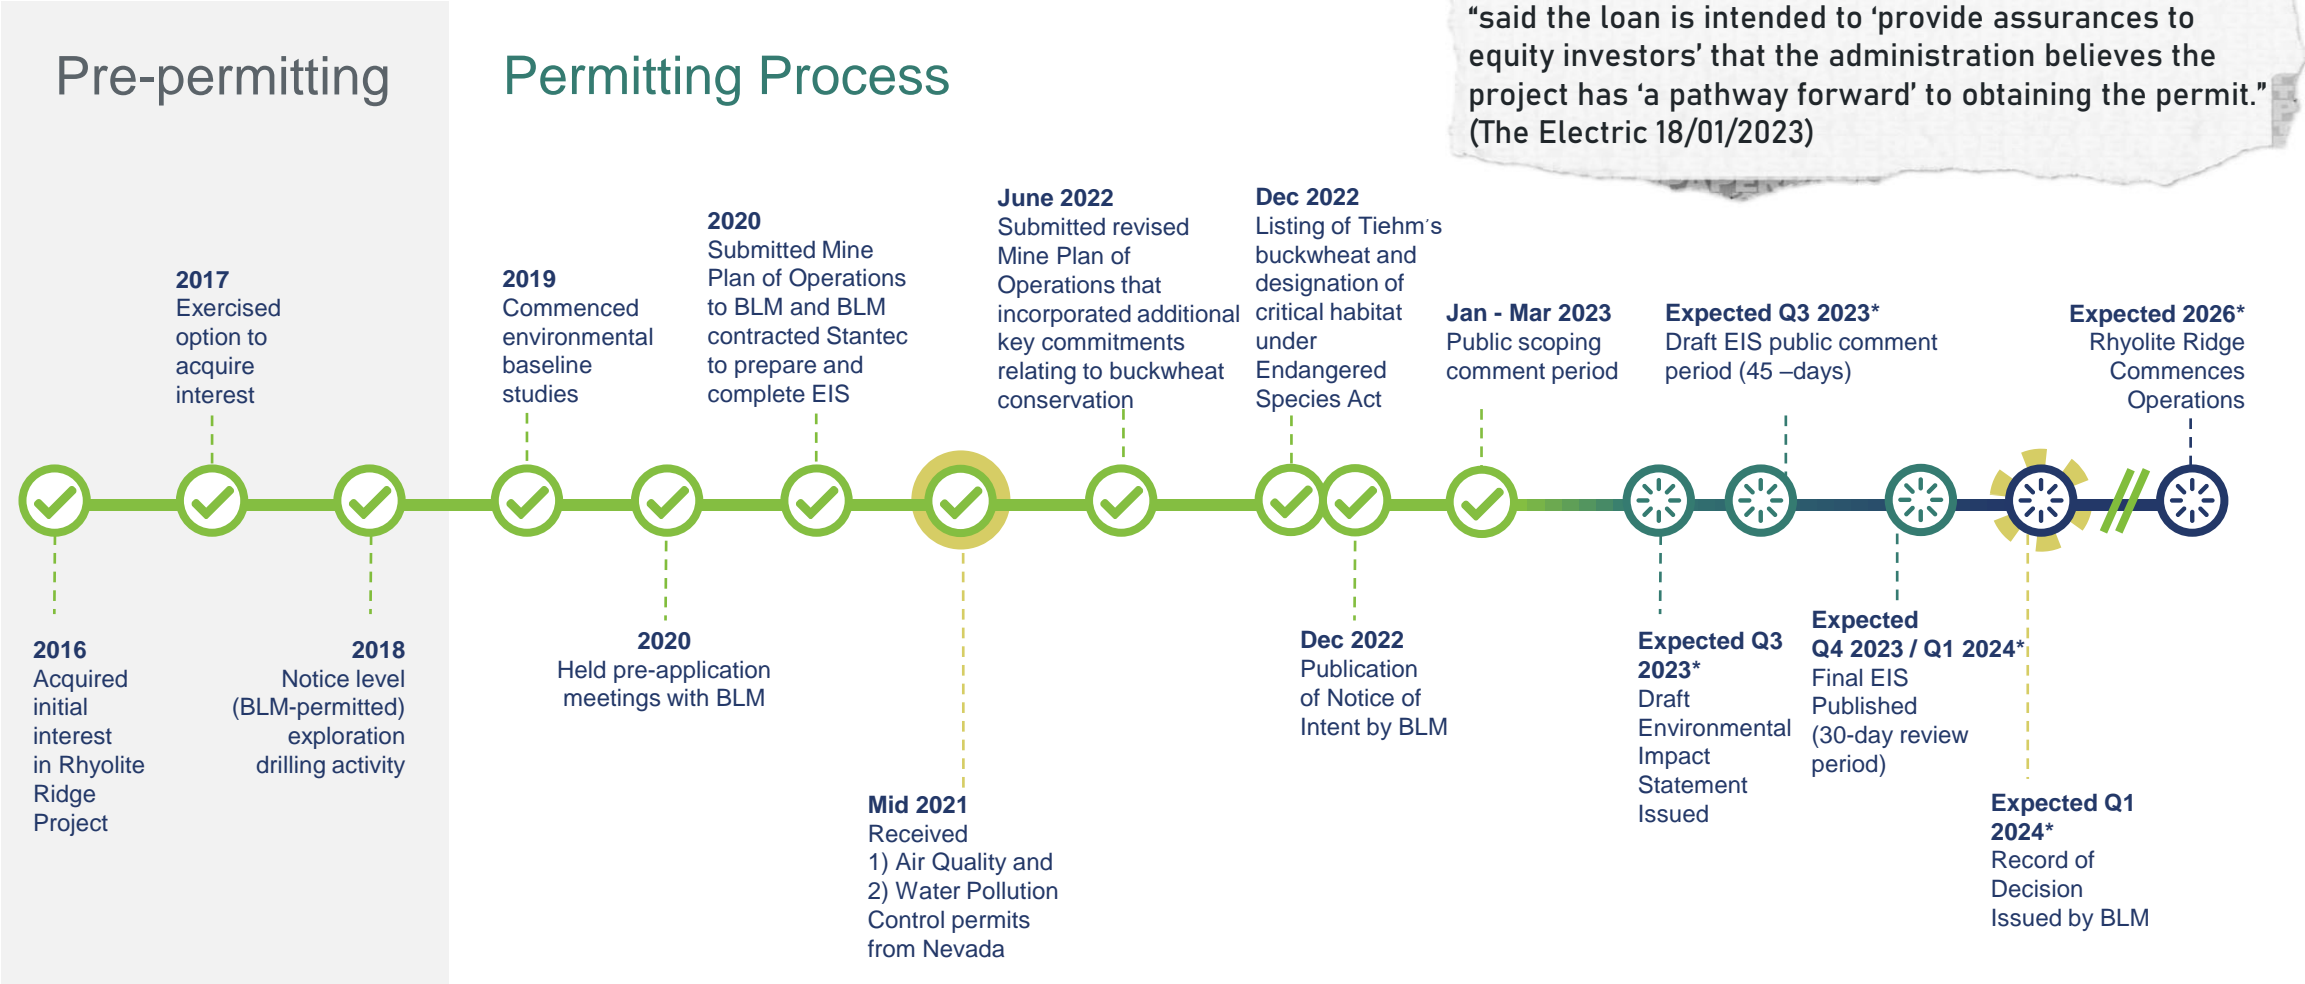 "said the loan is intended to 'provide assurances to
equity investors' that the administration believes the
project has 'a pathway forward' to obtaining the permit."
(The Electric 18/01/2023)
Pre-permitting
Permitting Process
2017
Exercised
option to
acquire
interest
2019
Commenced
environmental
baseline
studies
2020
Submitted Mine
Plan of Operations
to BLM and BLM
contracted Stantec
to prepare and
complete EIS
June 2022
Submitted revised
Mine Plan of
Operations that
incorporated additional
key commitments
relating to buckwheat
conservation
Dec 2022
Listing of Tiehm's
buckwheat and
designation of
critical habitat
under
Endangered
Species Act
Jan - Mar 2023
Public scoping
comment period
Expected Q3 2023*
Draft EIS public comment
period (45 –days)
Expected 2026*
Rhyolite Ridge
Commences
Operations
2016
Acquired
initial
interest
in Rhyolite
Ridge
Project
2018
Notice level
(BLM-permitted)
exploration
drilling activity
2020
Held pre-application
meetings with BLM
Mid 2021
Received
1) Air Quality and
2) Water Pollution
Control permits
from Nevada
Dec 2022
Publication
of Notice of
Intent by BLM
Expected Q3
2023*
Draft
Environmental
Impact
Statement
Issued
Expected
Q4 2023 / Q1 2024*
Final EIS
Published
(30-day review
period)
Expected Q1
2024*
Record of
Decision
Issued by BLM